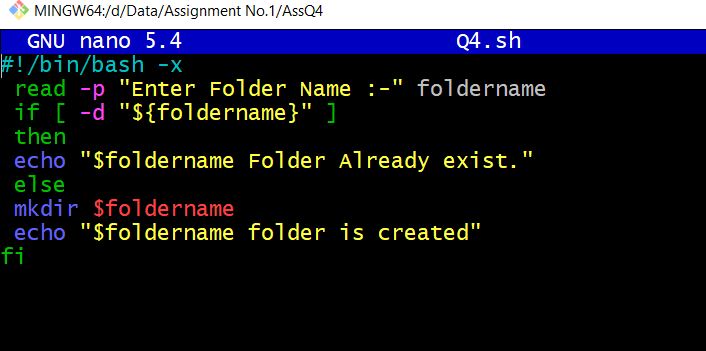 MINGW64:/d/Data/Assignment No.1/AssQ4
GNU nano 5.4 Q4.sh
#!/bin/bash -x
read -p "Enter Folder Name :-" foldername
if [ -d "${foldername}" ]
then
echo "$foldername Folder Already exist."
else
mkdir $foldername
echo "$foldername folder is created"
fi